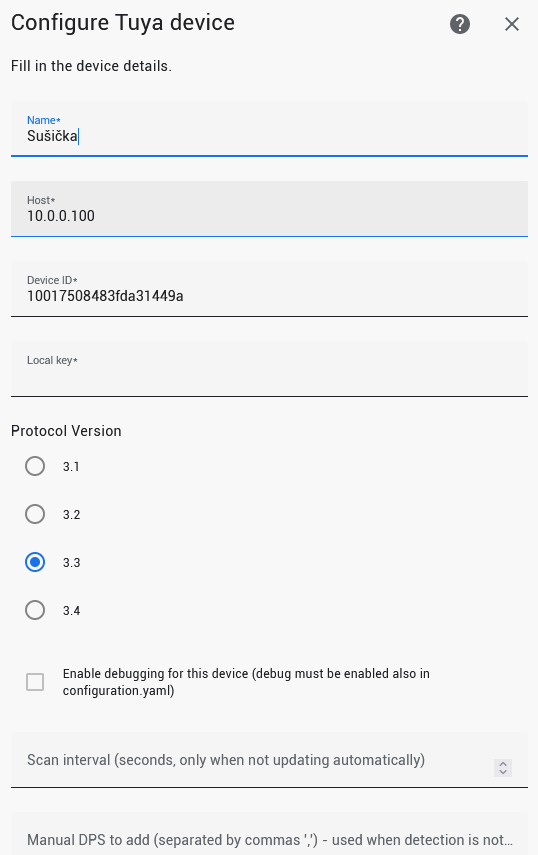 Configure Tuya device
Fill in the device details.
Name*
Sušička
Host*
10.0.0.100
Device ID*
10017508483fda31449a
Local key*
Protocol Version
3.1
3.2
3.3
3.4
Enable debugging for this device (debug must be enabled also in
configuration.yaml)
Scan interval (seconds, only when not updating automatically)
Manual DPS to add (separated by commas ',') - used when detection is not...